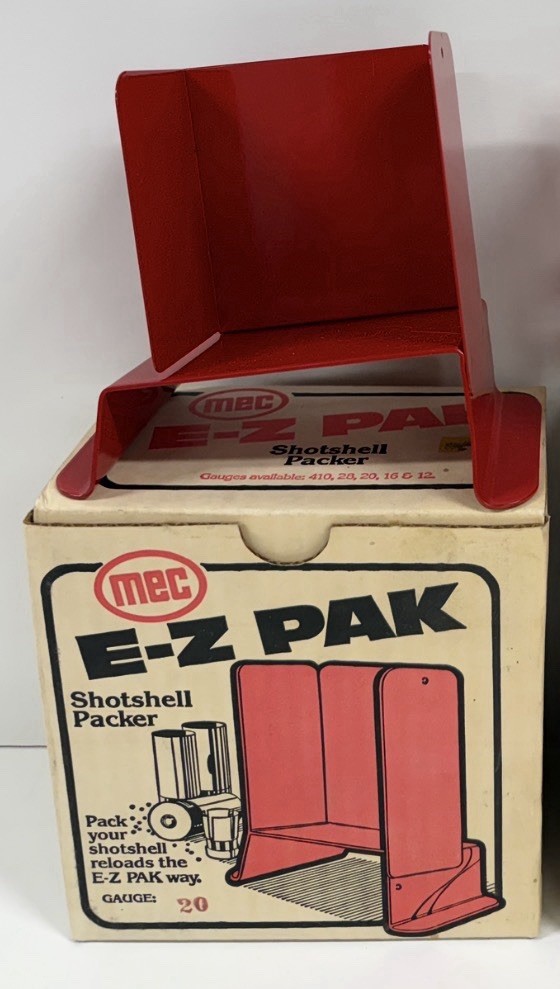 mec
E-Z PAK
Shotshell
Packer
Gauges available: 410, 28, 20, 16 & 12.
mec
E-Z PAK
Shotshell
Packer
Pack
your
shotshell
reloads the
E-Z PAK way.
GAUGE: 20